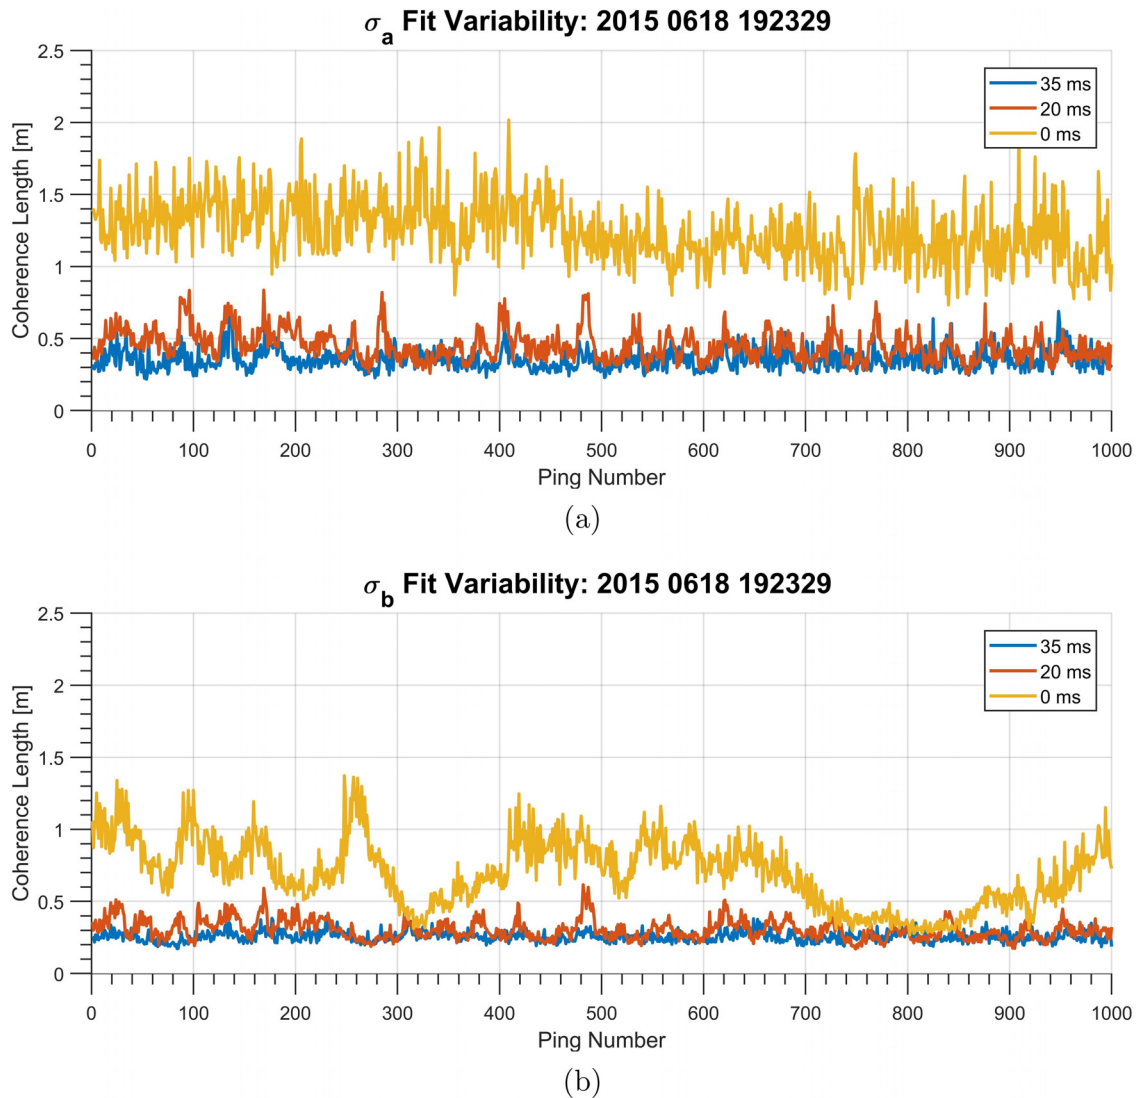 σa Fit Variability: 2015 0618 192329
2.5
2
1.5
1
0.5
0
Coherence Length [m]
35 ms
20 ms
0 ms
0 100 200 300 400 500 600 700 800 900 1000
Ping Number
(a)
σb Fit Variability: 2015 0618 192329
2.5
2
1.5
1
0.5
0
Coherence Length [m]
35 ms
20 ms
0 ms
0 100 200 300 400 500 600 700 800 900 1000
Ping Number
(b)